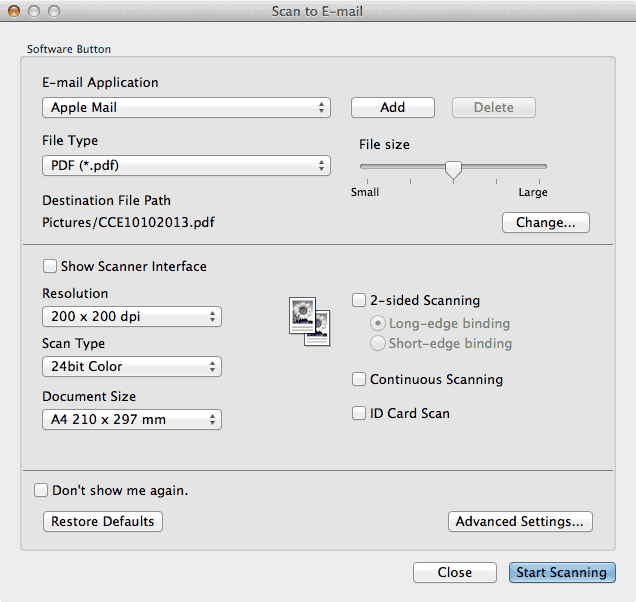 Scan to E-mail
Software Button
E-mail Application
Apple Mail
Add
Delete
File Type
File size
PDF (*.pdf)
Small
Large
Destination File Path
Pictures/CCE10102013.pdf
Change...
Show Scanner Interface
Resolution
200 x 200 dpi
Scan Type
24bit Color
Document Size
A4 210 x 297 mm
2-sided Scanning
Long-edge binding
Short-edge binding
Continuous Scanning
ID Card Scan
Don't show me again.
Restore Defaults
Advanced Settings...
Close
Start Scanning